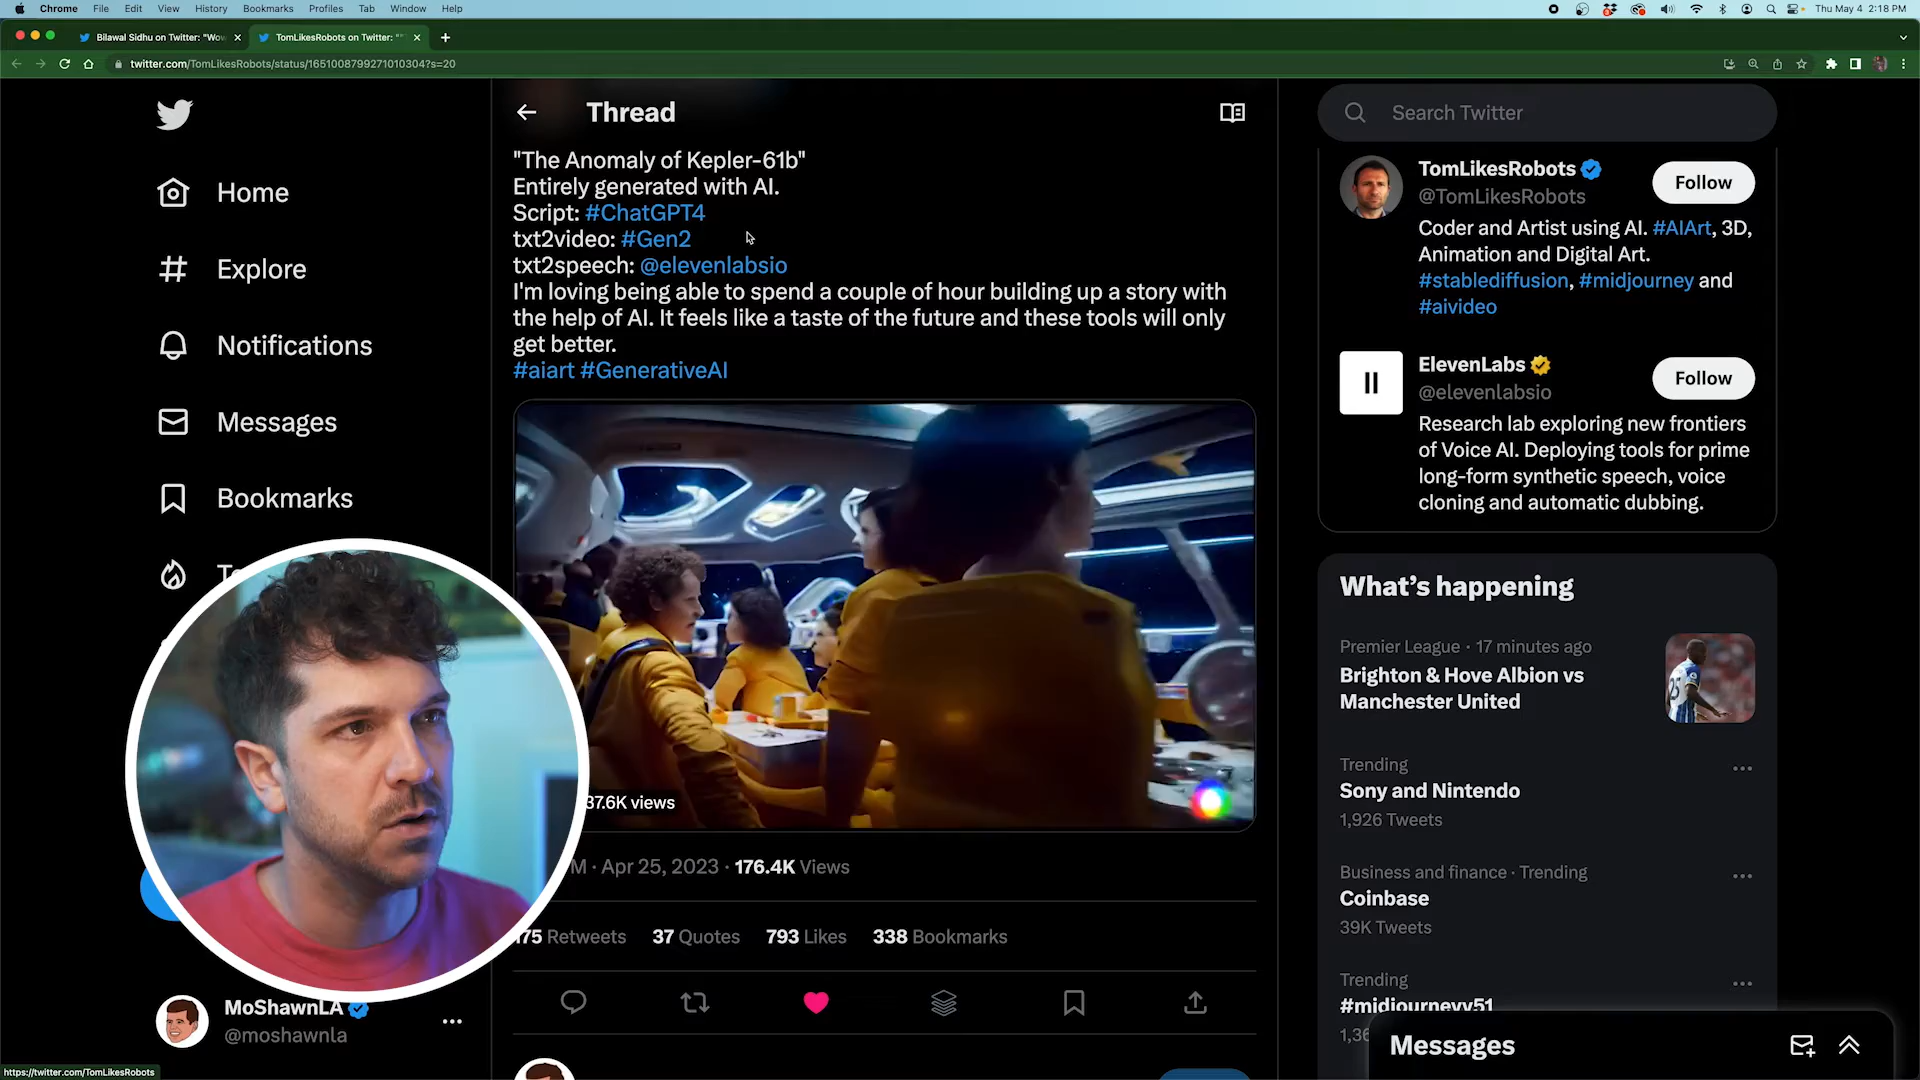 Chrome File Edit View History Bookmarks Profiles Tab Window Help
Thu May 4 2:18 PM
Bilawal Sidhu on Twitter: "Wow
TomLikesRobots on Twitter: ""
twitter.com/TomLikesRobots/status/1651008799271010304?s=20
Home
Explore
Notifications
Messages
Bookmarks
MoShawnLA
@moshawnla
https://twitter.com/TomLikesRobots
Thread
"The Anomaly of Kepler-61b"
Entirely generated with AI.
Script: #ChatGPT4
txt2video: #Gen2
txt2speech: @elevenlabsio
I'm loving being able to spend a couple of hour building up a story with
the help of AI. It feels like a taste of the future and these tools will only
get better.
#aiart #GenerativeAI
37.6K views
M · Apr 25, 2023 · 176.4K Views
175 Retweets 37 Quotes 793 Likes 338 Bookmarks
Search Twitter
TomLikesRobots
@TomLikesRobots
Follow
Coder and Artist using AI. #AIArt, 3D,
Animation and Digital Art.
#stablediffusion, #midjourney and
#aivideo
ElevenLabs
@elevenlabsio
Follow
Research lab exploring new frontiers
of Voice AI. Deploying tools for prime
long-form synthetic speech, voice
cloning and automatic dubbing.
What's happening
Premier League · 17 minutes ago
Brighton & Hove Albion vs
Manchester United
25
Trending
Sony and Nintendo
1,926 Tweets
Business and finance · Trending
Coinbase
39K Tweets
Trending
#midjourneyv51
1,36
Messages